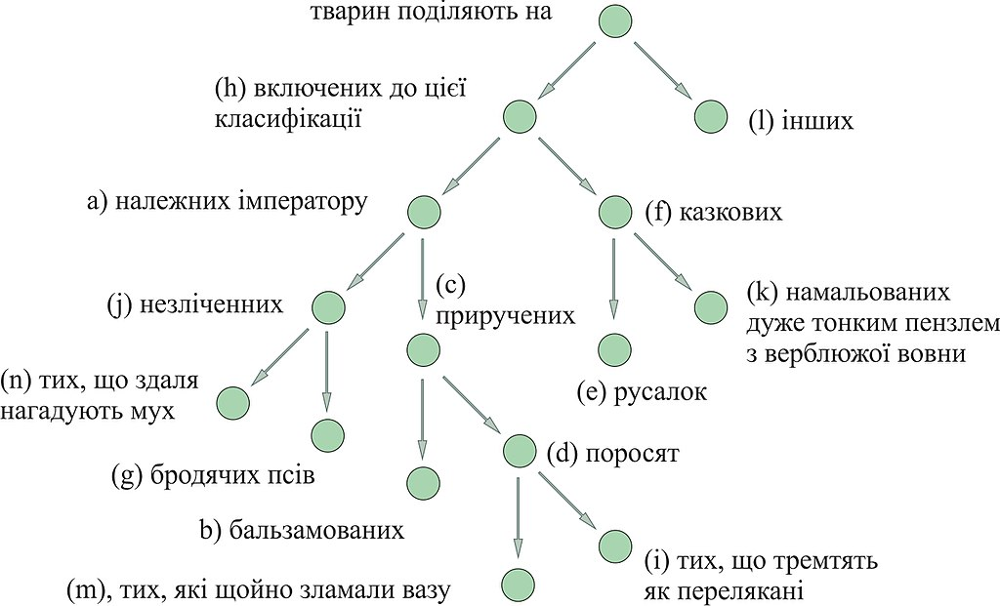 тварин поділяють на
(h) включених до цієї
класифікації
(l) інших
а) належних імператору
(f) казкових
(j) незліченних
(c)
приручених
(k) намальованих
дуже тонким пензлем
з верблюжої вовни
(n) тих, що здаля
нагадують мух
(e) русалок
(g) бродячих псів
(d) поросят
b) бальзамованих
(i) тих, що тремтять
як перелякані
(m), тих, які щойно зламали вазу